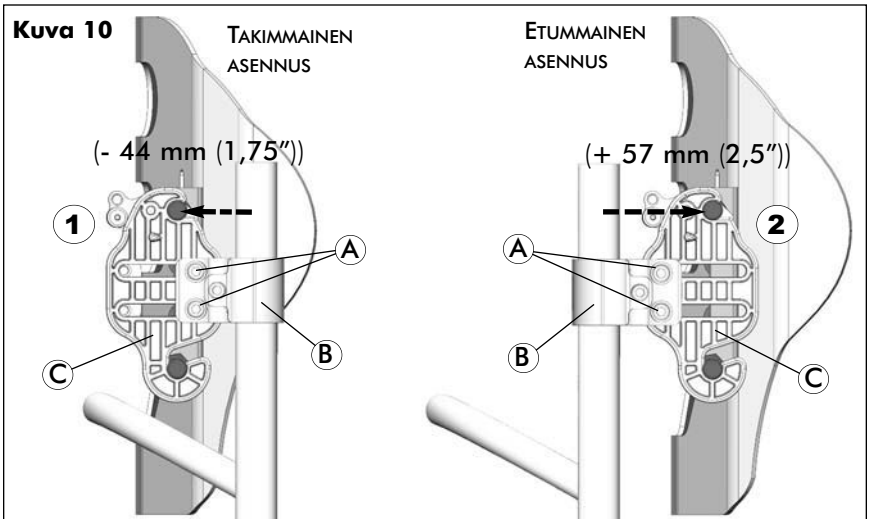 Kuva 10
TAKIMMAINEN
ASENNUS
ETUMMAINEN
ASENNUS
(- 44 mm (1,75”))
(+ 57 mm (2,5”))
1
2
A
A
B
B
C
C